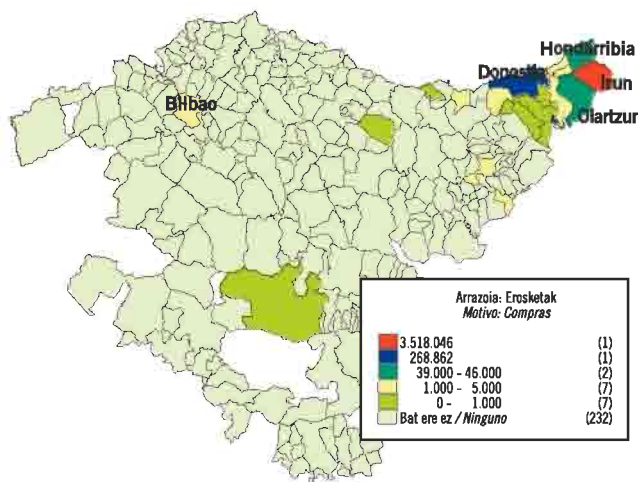 Hondarribia
Donostia
Irun
Bilbao
Oiartzun
Arrazoia: Erosketak
Motivo: Compras
3.518.046 (1)
268.862 (1)
39.000 - 46.000 (2)
1.000 - 5.000 (7)
0 - 1.000 (7)
Bat ere ez / Ninguno (232)